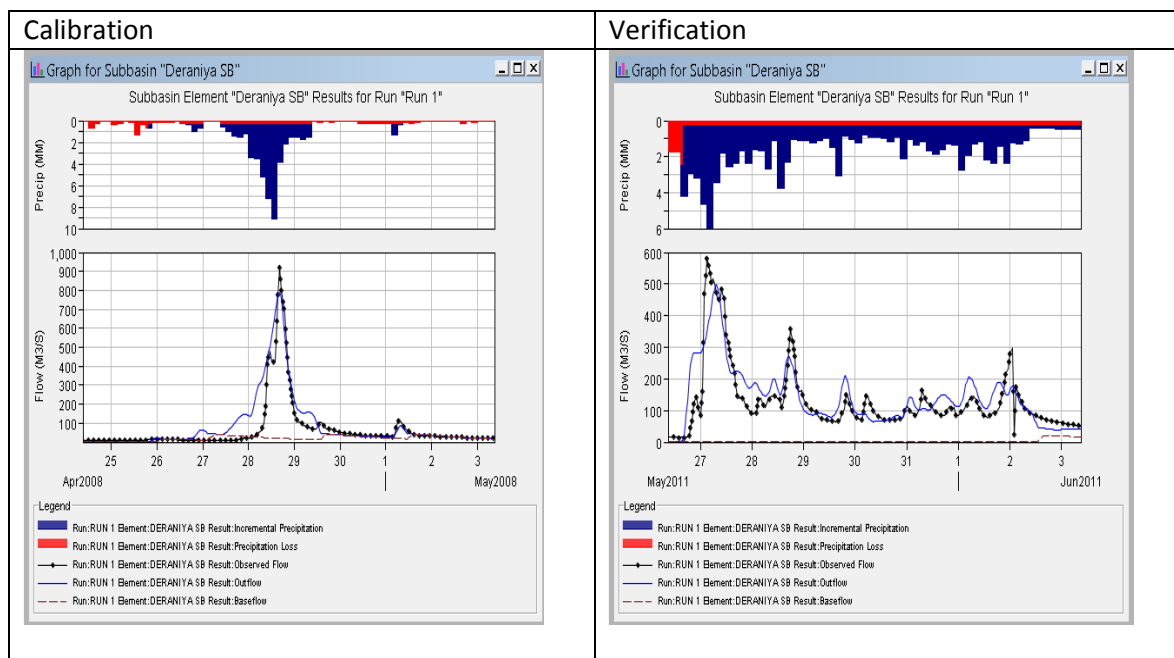 Calibration
Verification
Graph for Subbasin "Deraniya SB"
Subbasin Element "Deraniya SB" Results for Run "Run 1"
Precip (MM)
0
2
4
6
8
10
Flow (M3/S)
1,000
900
800
700
600
500
400
300
200
100
25 26 27 28 29 30 1 2 3
Apr2008 May2008
Legend
Run:RUN 1 Element:DERANIYA SB Result:Incremental Precipitation
Run:RUN 1 Element:DERANIYA SB Result:Precipitation Loss
Run:RUN 1 Element:DERANIYA SB Result:Observed Flow
Run:RUN 1 Element:DERANIYA SB Result:Outflow
Run:RUN 1 Element:DERANIYA SB Result:Baseflow
Graph for Subbasin "Deraniya SB"
Subbasin Element "Deraniya SB" Results for Run "Run 1"
Precip (MM)
0
2
4
6
Flow (M3/S)
600
500
400
300
200
100
0
27 28 29 30 31 1 2 3
May2011 Jun2011
Legend
Run:RUN 1 Element:DERANIYA SB Result:Incremental Precipitation
Run:RUN 1 Element:DERANIYA SB Result:Precipitation Loss
Run:RUN 1 Element:DERANIYA SB Result:Observed Flow
Run:RUN 1 Element:DERANIYA SB Result:Outflow
Run:RUN 1 Element:DERANIYA SB Result:Baseflow